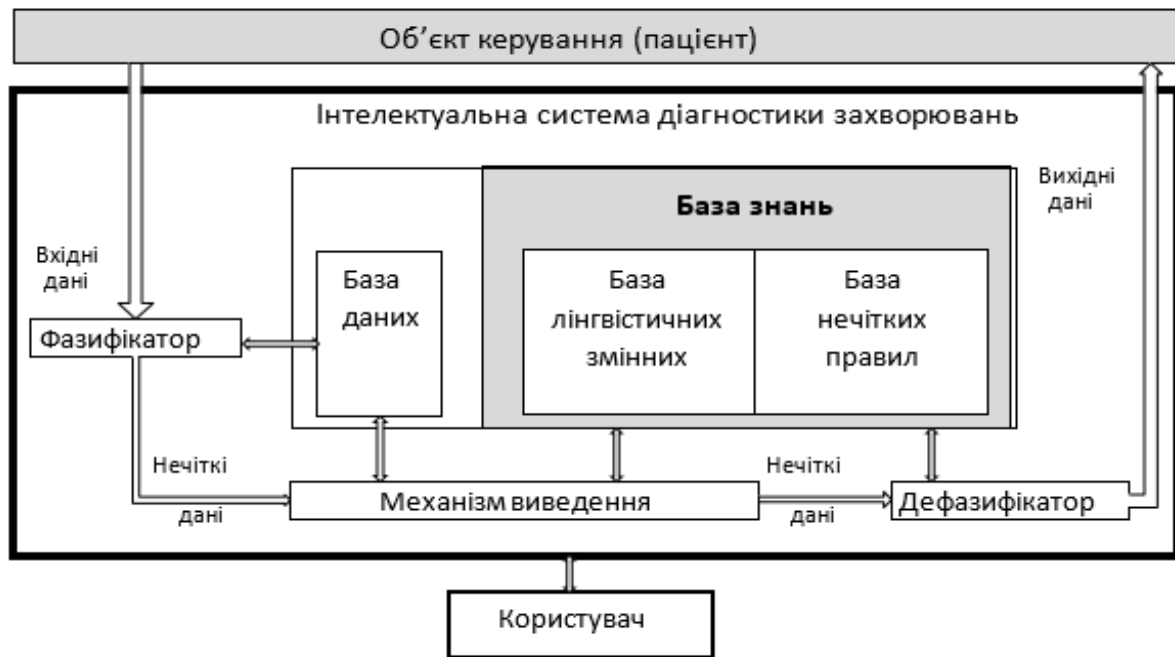 Об’єкт керування (пацієнт)
Інтелектуальна система діагностики захворювань
Вихідні
дані
База знань
Вхідні
дані
База
даних
База
лінгвістичних
змінних
База
нечітких
правил
Фазифікатор
Нечіткі
дані
Механізм виведення
Нечіткі
дані
Дефазифікатор
Користувач